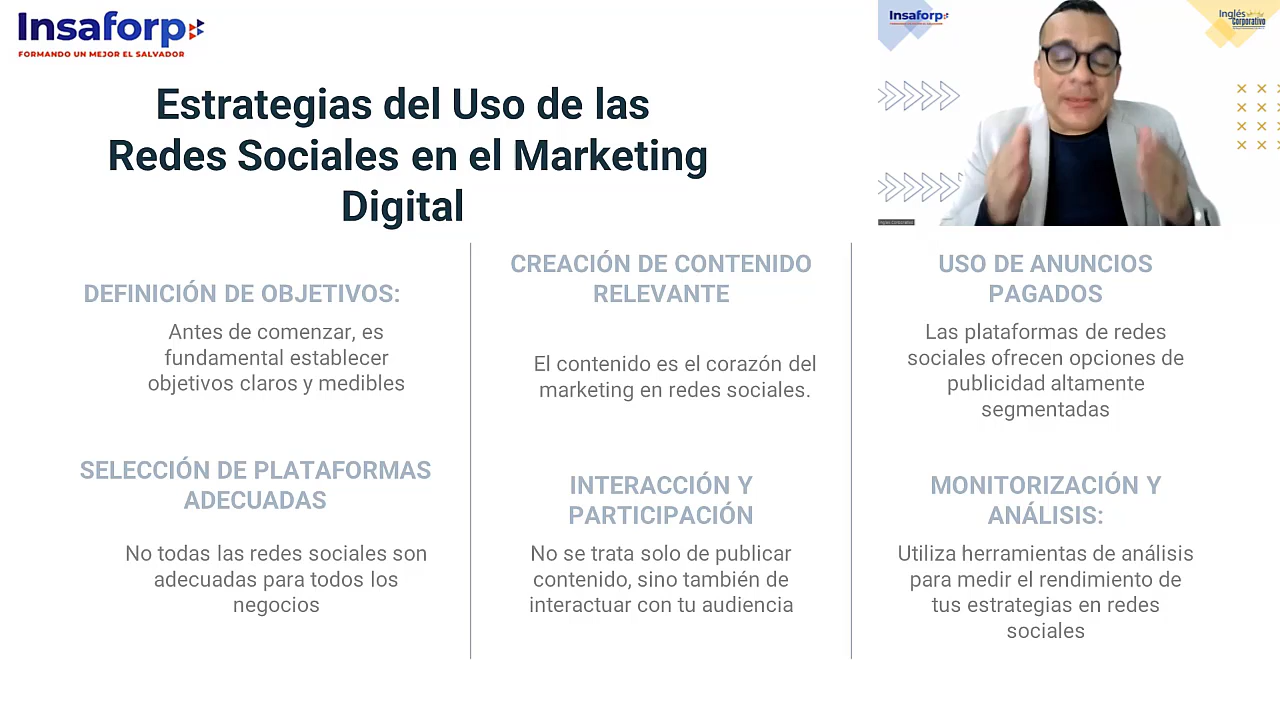 Insaforp
FORMANDO UN MEJOR EL SALVADOR
Estrategias del Uso de las
Redes Sociales en el Marketing
Digital
Insaforp
Inglés
Corporativo
DEFINICIÓN DE OBJETIVOS:
Antes de comenzar, es
fundamental establecer
objetivos claros y medibles
SELECCIÓN DE PLATAFORMAS
ADECUADAS
No todas las redes sociales son
adecuadas para todos los
negocios
CREACIÓN DE CONTENIDO
RELEVANTE
El contenido es el corazón del
marketing en redes sociales.
INTERACCIÓN Y
PARTICIPACIÓN
No se trata solo de publicar
contenido, sino también de
interactuar con tu audiencia
USO DE ANUNCIOS
PAGADOS
Las plataformas de redes
sociales ofrecen opciones de
publicidad altamente
segmentadas
MONITORIZACIÓN Y
ANÁLISIS:
Utiliza herramientas de análisis
para medir el rendimiento de
tus estrategias en redes
sociales